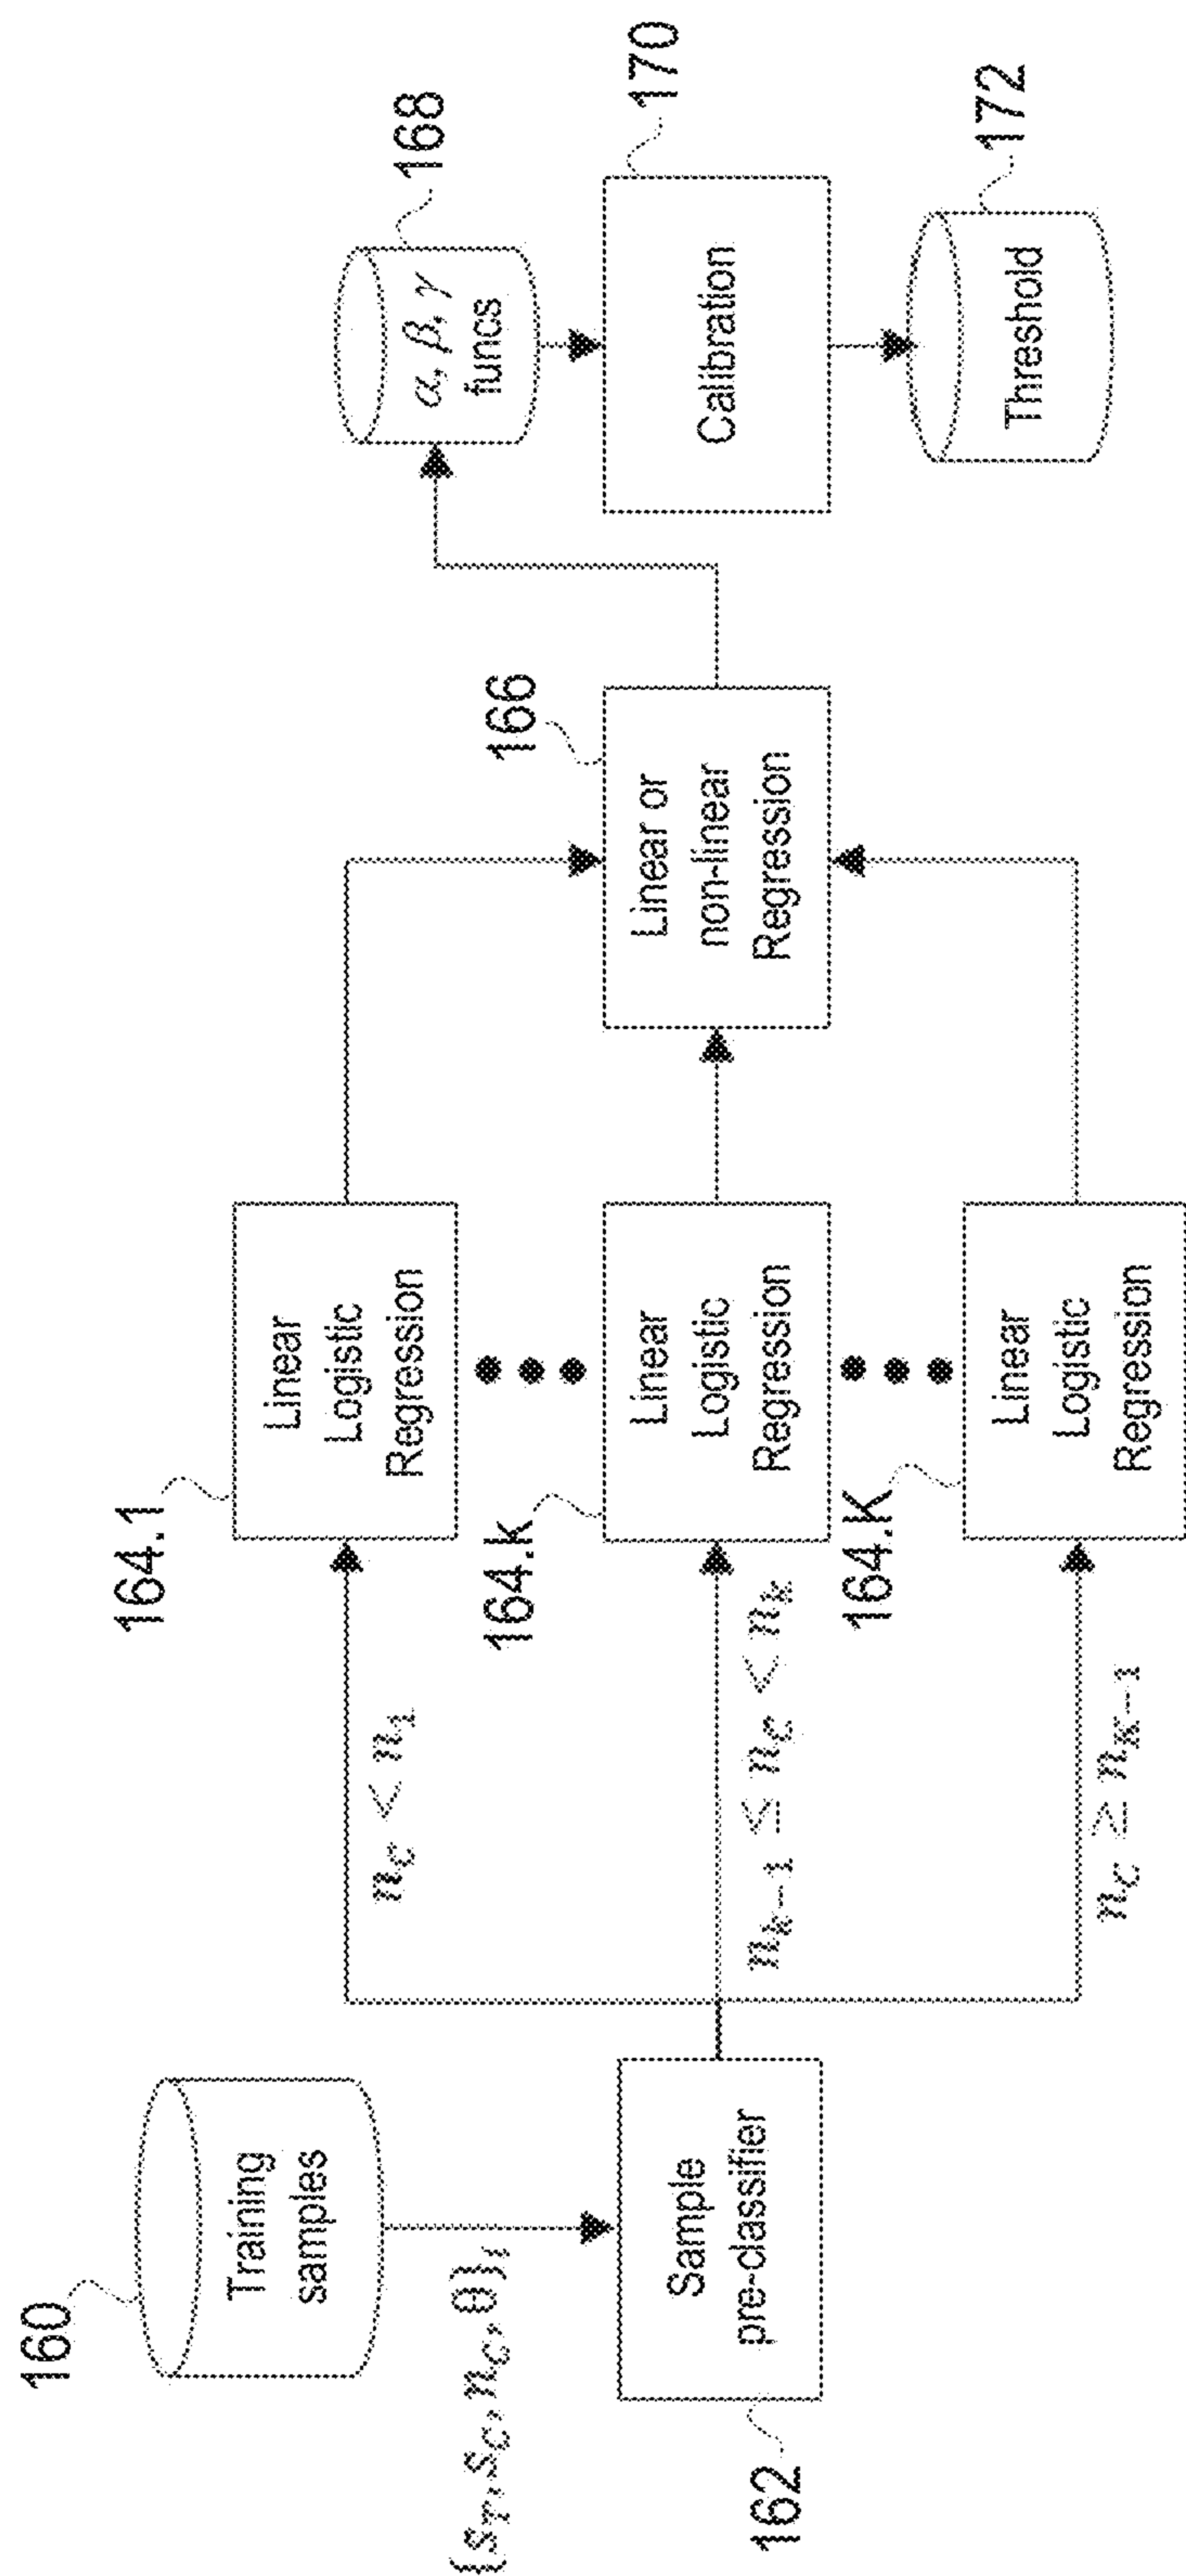 160
Training
samples
{s_T, s_C, n_C, θ}_i
162
Sample
pre-classifier
n_C < n_1
n_{k-1} ≤ n_C < n_k
n_C ≥ n_{K-1}
164.1
Linear
Logistic
Regression
164.k
Linear
Logistic
Regression
164.K
Linear
Logistic
Regression
166
Linear or
non-linear
Regression
168
α, β, γ
funcs
170
Calibration
172
Threshold